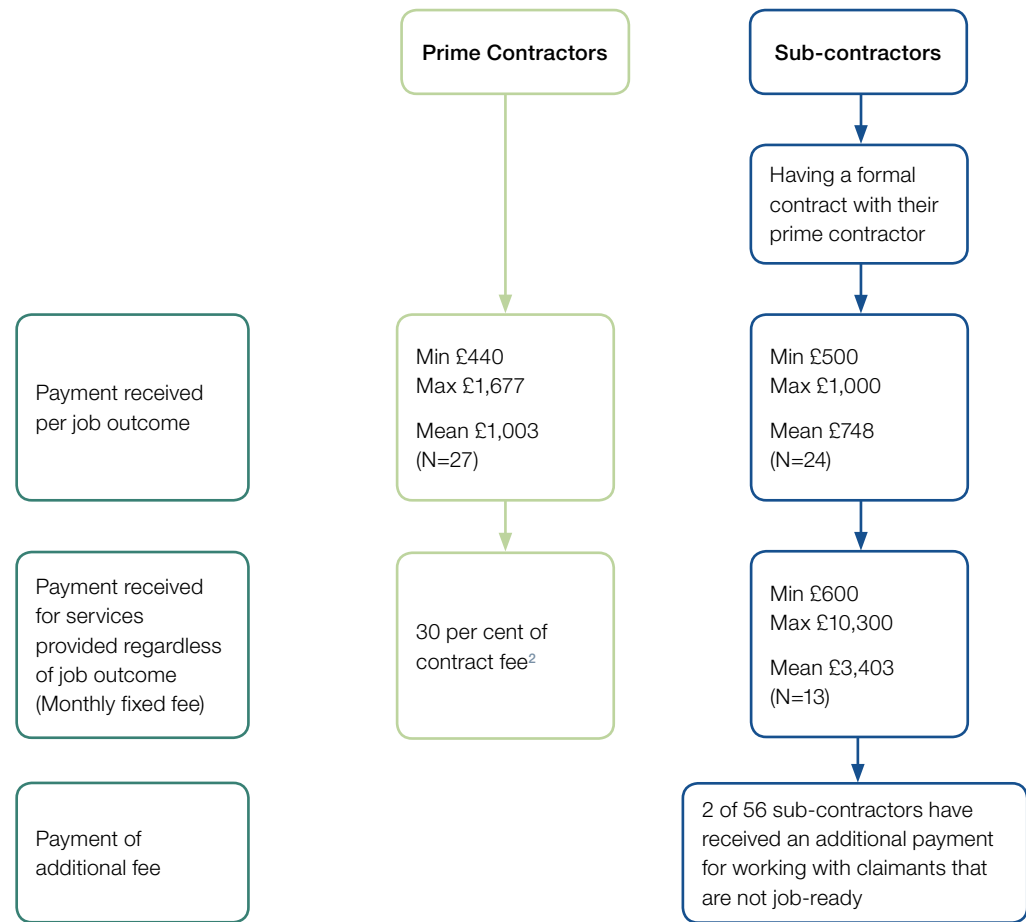 Prime Contractors
Sub-contractors
Having a formal
contract with their
prime contractor
Payment received
per job outcome
Min £440
Max £1,677
Mean £1,003
(N=27)
Min £500
Max £1,000
Mean £748
(N=24)
Payment received
for services
provided regardless
of job outcome
(Monthly fixed fee)
30 per cent of
contract fee2
Min £600
Max £10,300
Mean £3,403
(N=13)
Payment of
additional fee
2 of 56 sub-contractors have
received an additional payment
for working with claimants that
are not job-ready